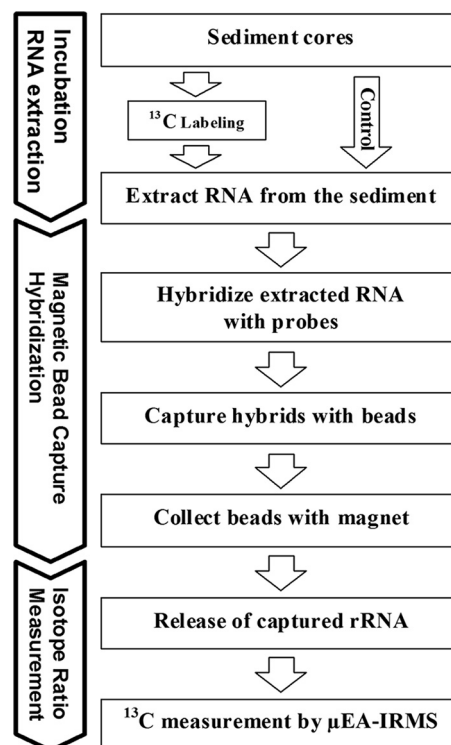 Incubation
RNA extraction
Sediment cores
¹³C Labeling
Control
Extract RNA from the sediment
Magnetic Bead Capture
Hybridization
Hybridize extracted RNA
with probes
Capture hybrids with beads
Collect beads with magnet
Isotope Ratio
Measurement
Release of captured rRNA
¹³C measurement by µEA-IRMS